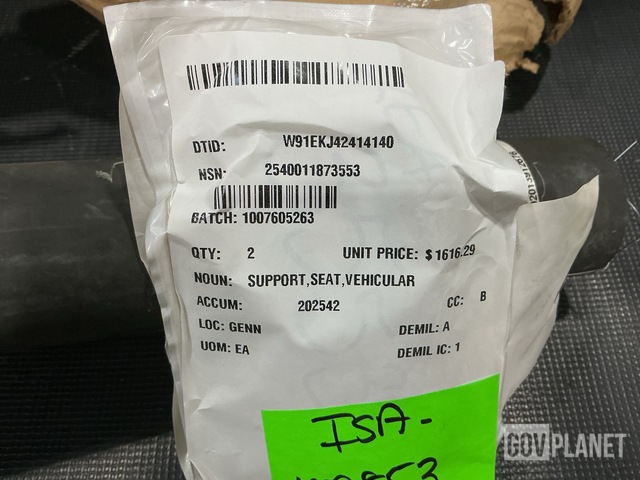 DTID: W91EKJ42414140
NSN: 2540011873553
BATCH: 1007605263
QTY: 2 UNIT PRICE: $ 1616.29
NOUN: SUPPORT,SEAT,VEHICULAR
ACCUM: 202542 CC: B
LOC: GENN DEMIL: A
UOM: EA DEMIL IC: 1
ISA-
GOVPLANET